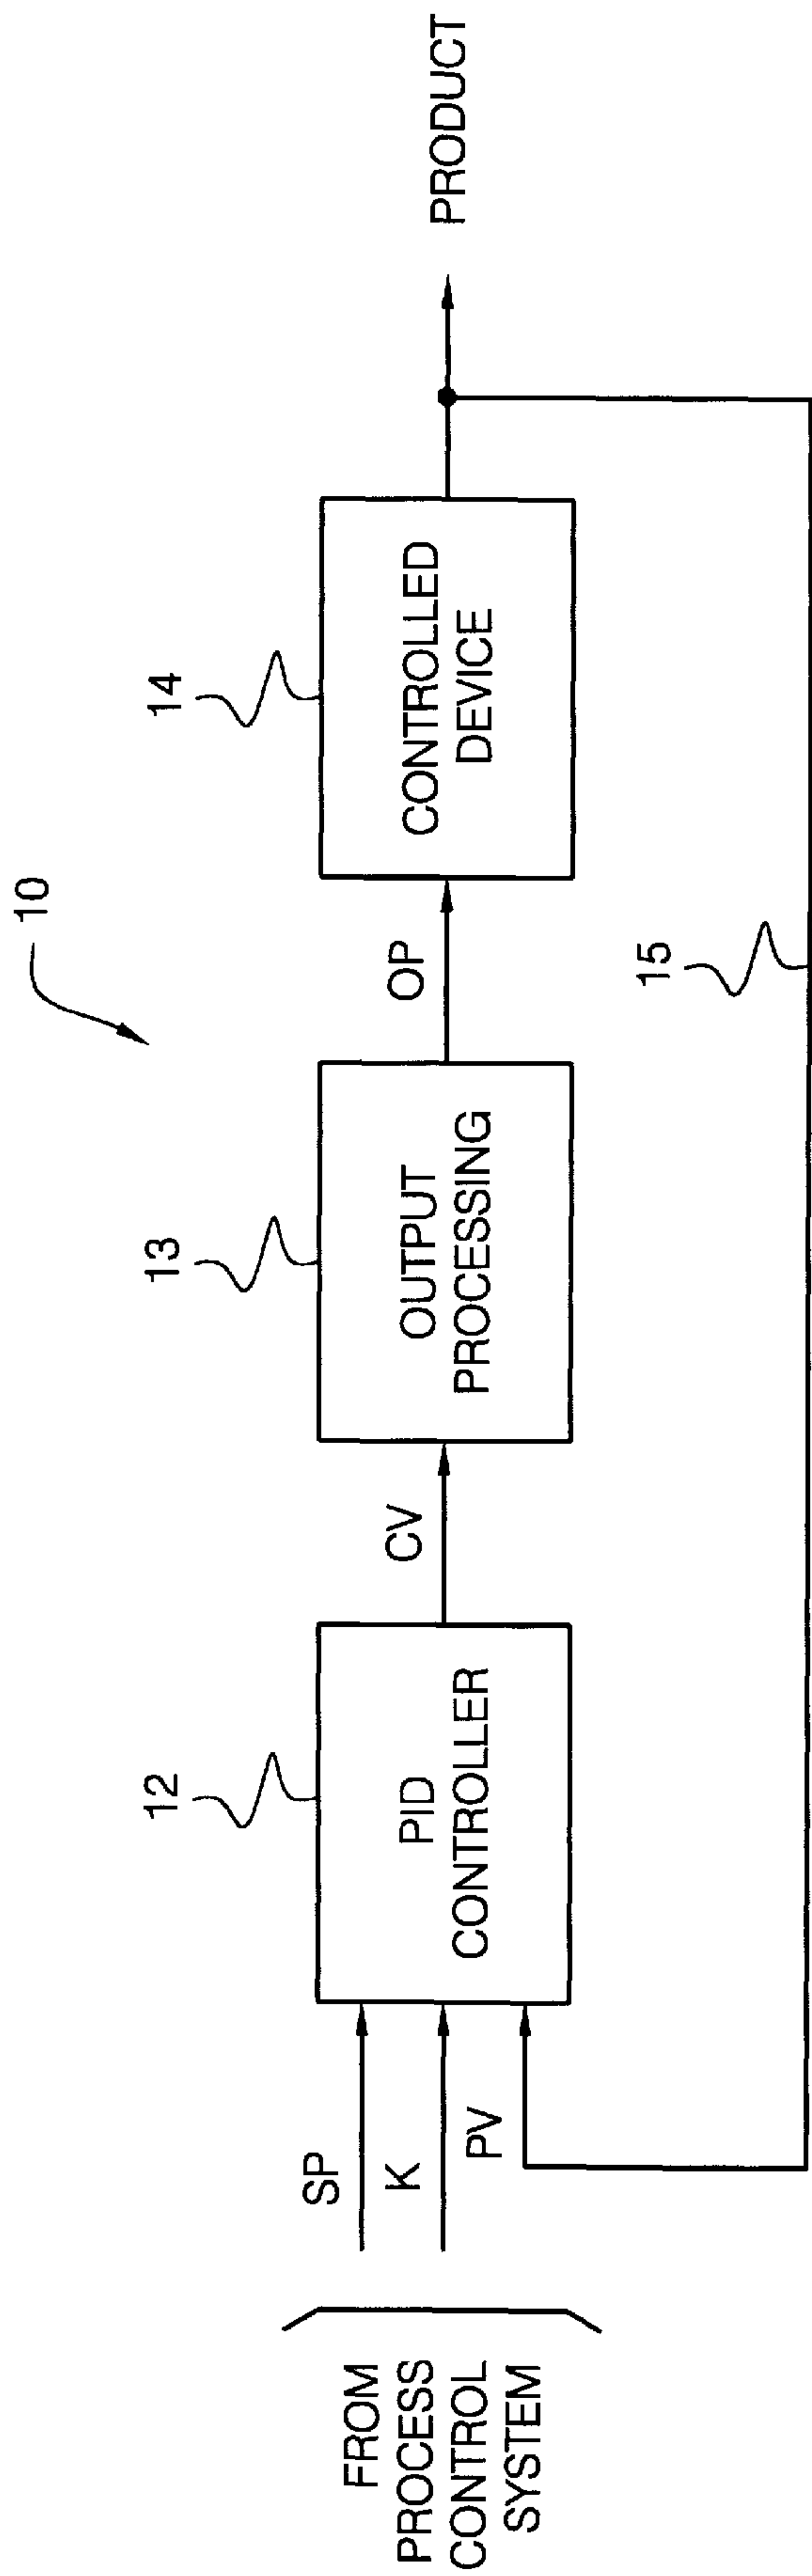 10
FROM
PROCESS
CONTROL
SYSTEM
SP
K
PV
12
PID
CONTROLLER
CV
13
OUTPUT
PROCESSING
OP
14
CONTROLLED
DEVICE
PRODUCT
15